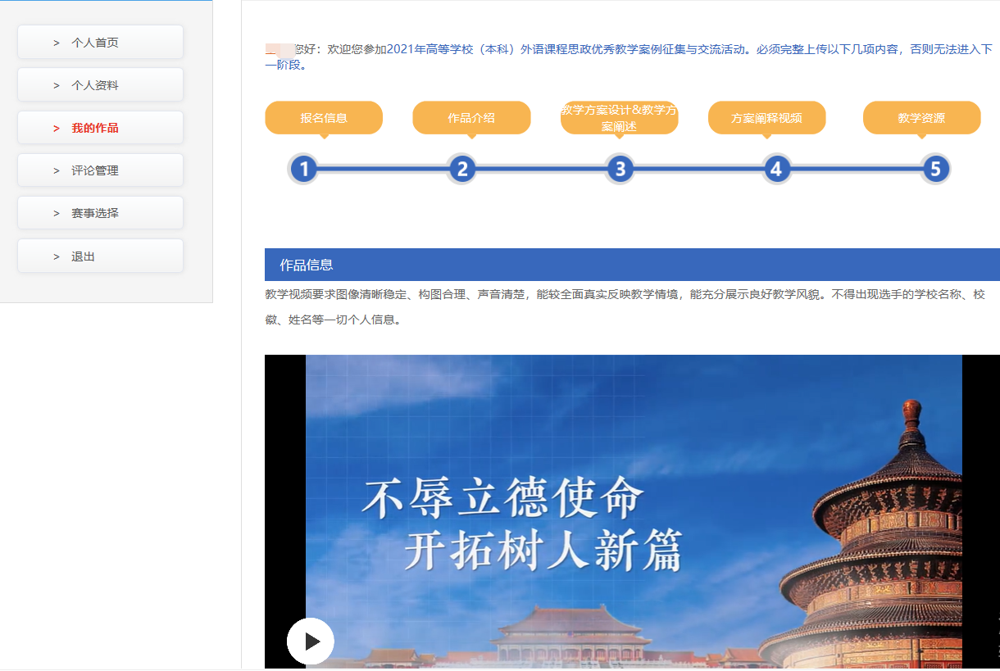 > 个人首页
> 个人资料
> 我的作品
> 评论管理
> 赛事选择
> 退出
您好：欢迎您参加2021年高等学校（本科）外语课程思政优秀教学案例征集与交流活动。必须完整上传以下几项内容，否则无法进入下
一阶段。
报名信息
作品介绍
教学方案设计&教学方
案阐述
方案阐释视频
教学资源
1
2
3
4
5
作品信息
教学视频要求图像清晰稳定、构图合理、声音清楚，能较全面真实反映教学情境，能充分展示良好教学风貌。不得出现选手的学校名称、校
徽、姓名等一切个人信息。
不辱立德使命
开拓树人新篇